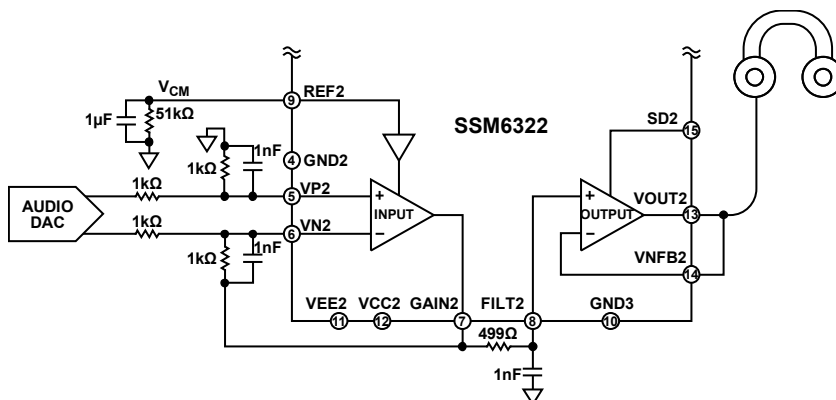 VCM
9
REF2
1μF
51kΩ
SSM6322
SD2
15
1nF
4
GND2
1kΩ
1kΩ
5
VP2
VOUT2
AUDIO
DAC
+
INPUT
−
+
OUTPUT
−
13
1kΩ
6
VN2
VNFB2
14
1kΩ
1nF
VEE2
VCC2
GAIN2
FILT2
GND3
11
12
7
8
10
499Ω
1nF